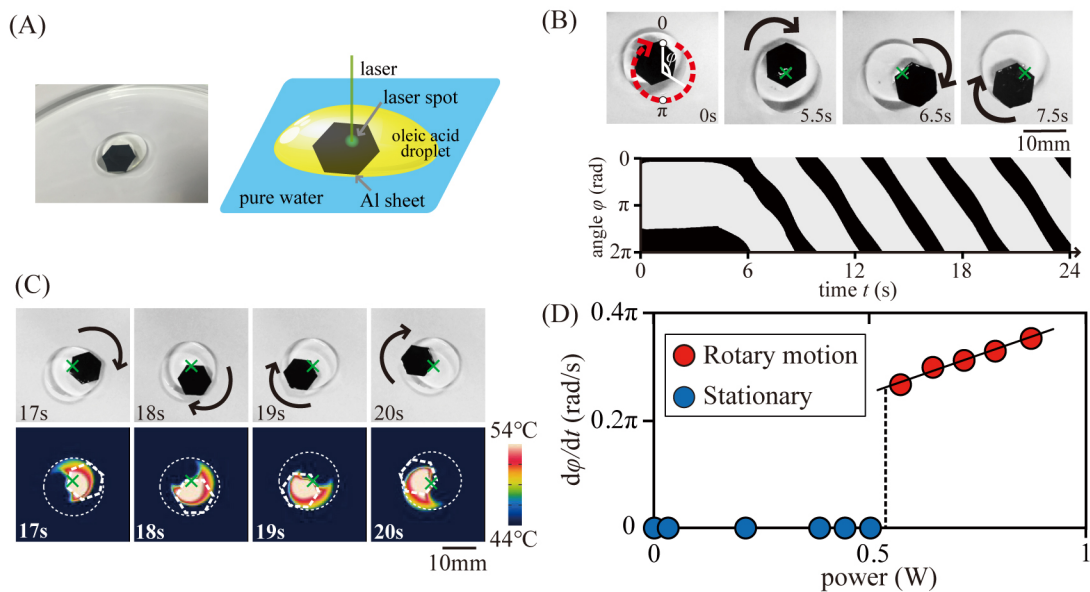 (A)
laser
laser spot
oleic acid
droplet
pure water
Al sheet
(B)
0
φ
π
0s
5.5s
6.5s
7.5s
10mm
angle φ (rad)
0
π
2π
0
6
12
18
24
time t (s)
(C)
17s
18s
19s
20s
54℃
44℃
17s
18s
19s
20s
10mm
(D)
0.4π
0.2π
0
dφ/dt (rad/s)
Rotary motion
Stationary
0
0.5
1
power (W)